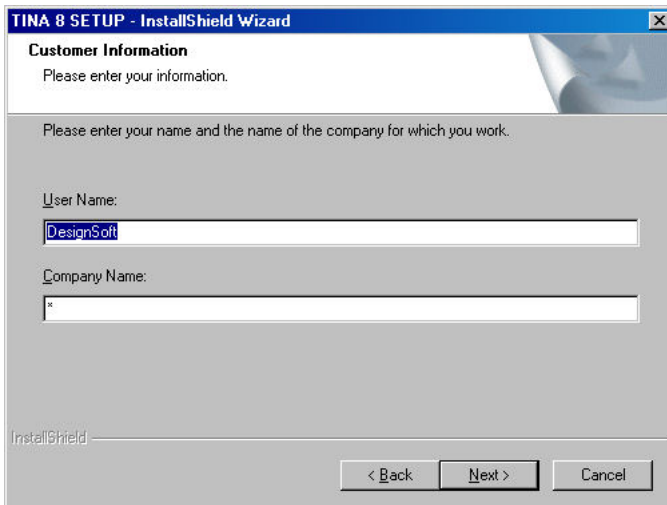 TINA 8 SETUP - InstallShield Wizard
Customer Information
Please enter your information.
Please enter your name and the name of the company for which you work.
User Name:
DesignSoft
Company Name:
*
InstallShield
< Back Next > Cancel